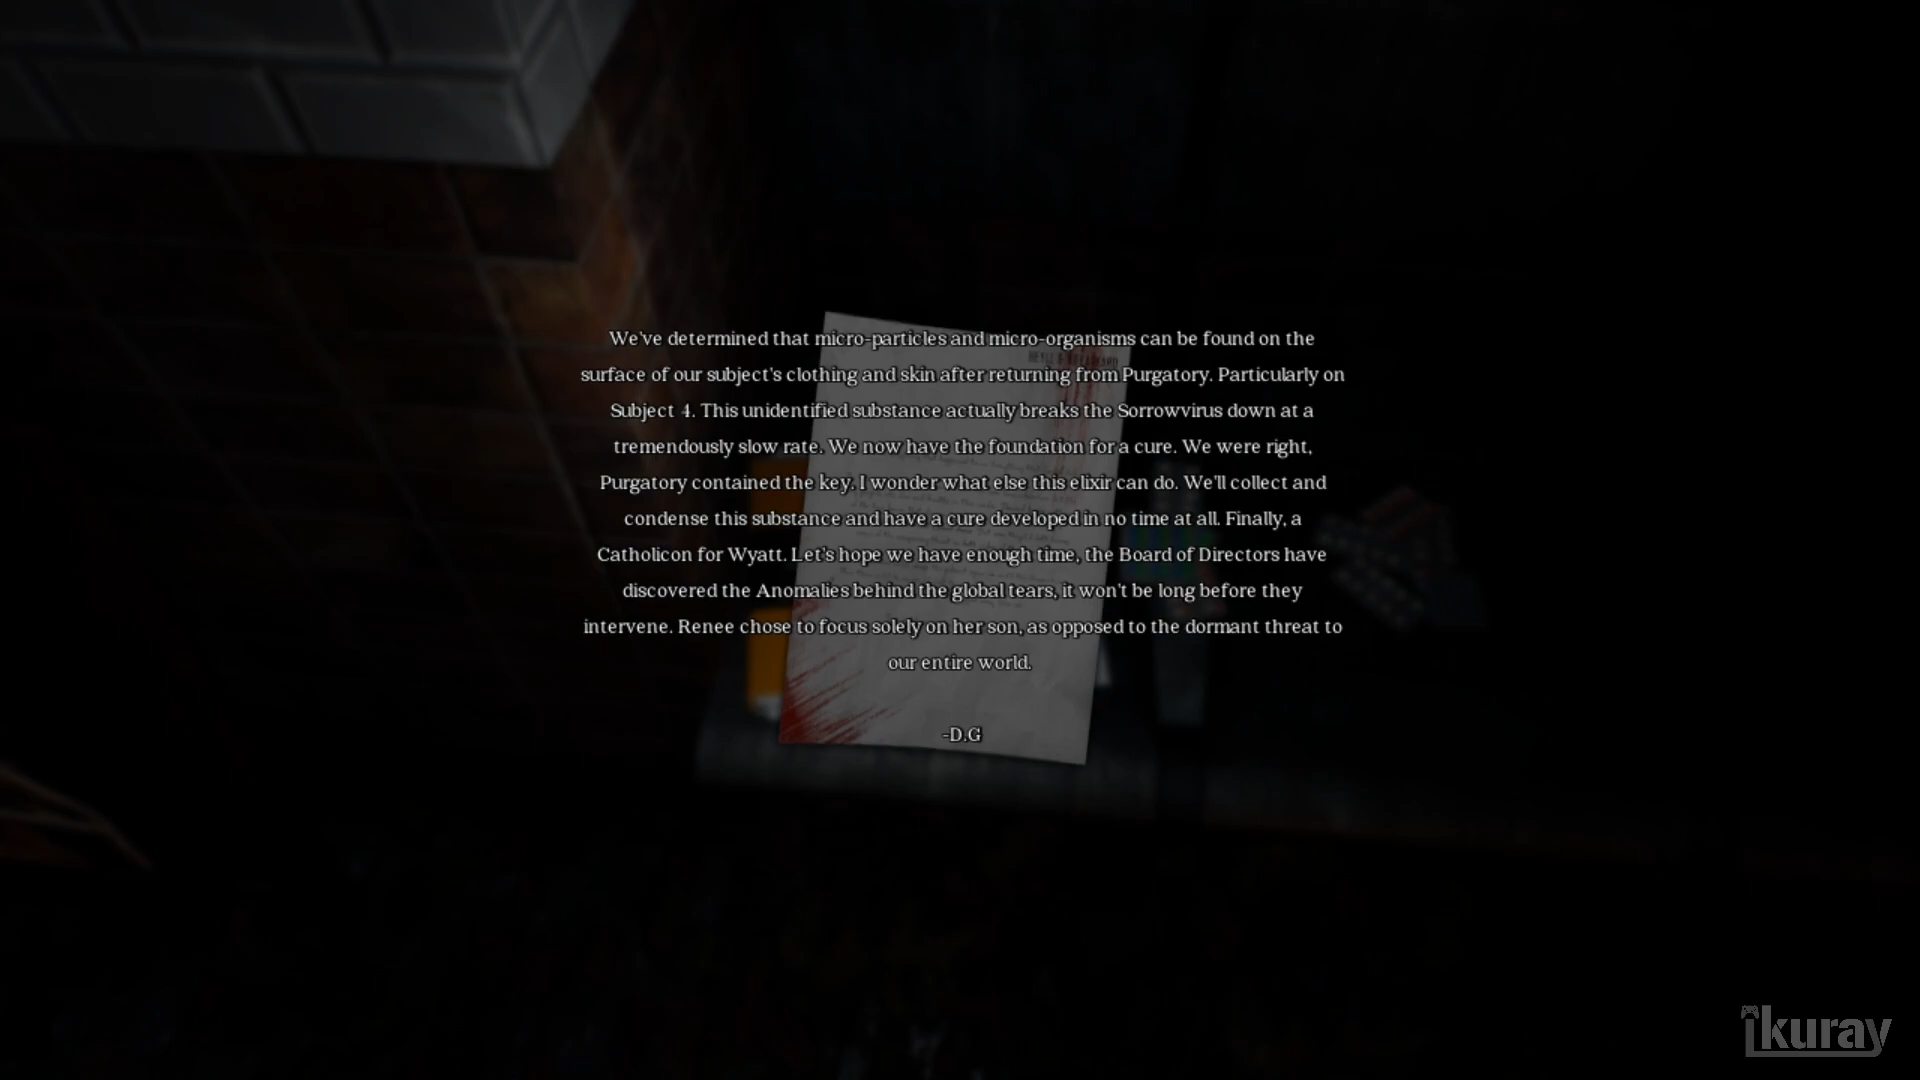 We've determined that micro-particles and micro-organisms can be found on the
surface of our subject's clothing and skin after returning from Purgatory. Particularly on
Subject 4. This unidentified substance actually breaks the Sorrowvirus down at a
tremendously slow rate. We now have the foundation for a cure. We were right,
Purgatory contained the key. I wonder what else this elixir can do. We'll collect and
condense this substance and have a cure developed in no time at all. Finally, a
Catholicon for Wyatt. Let's hope we have enough time, the Board of Directors have
discovered the Anomalies behind the global tears, it won't be long before they
intervene. Renee chose to focus solely on her son, as opposed to the dormant threat to
our entire world.
-D.G
ikuray